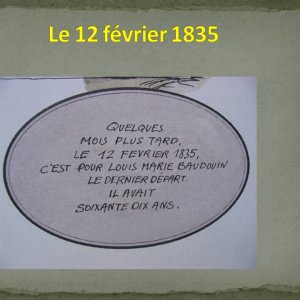 Le 12 février 1835
QUELQUES
MOIS PLUS TARD,
LE 12 FEVRIER 1835,
C'EST POUR LOUIS MARIE BAUDOUIN
LE DERNIER DÉPART.
IL AVAIT
SOIXANTE DIX ANS.